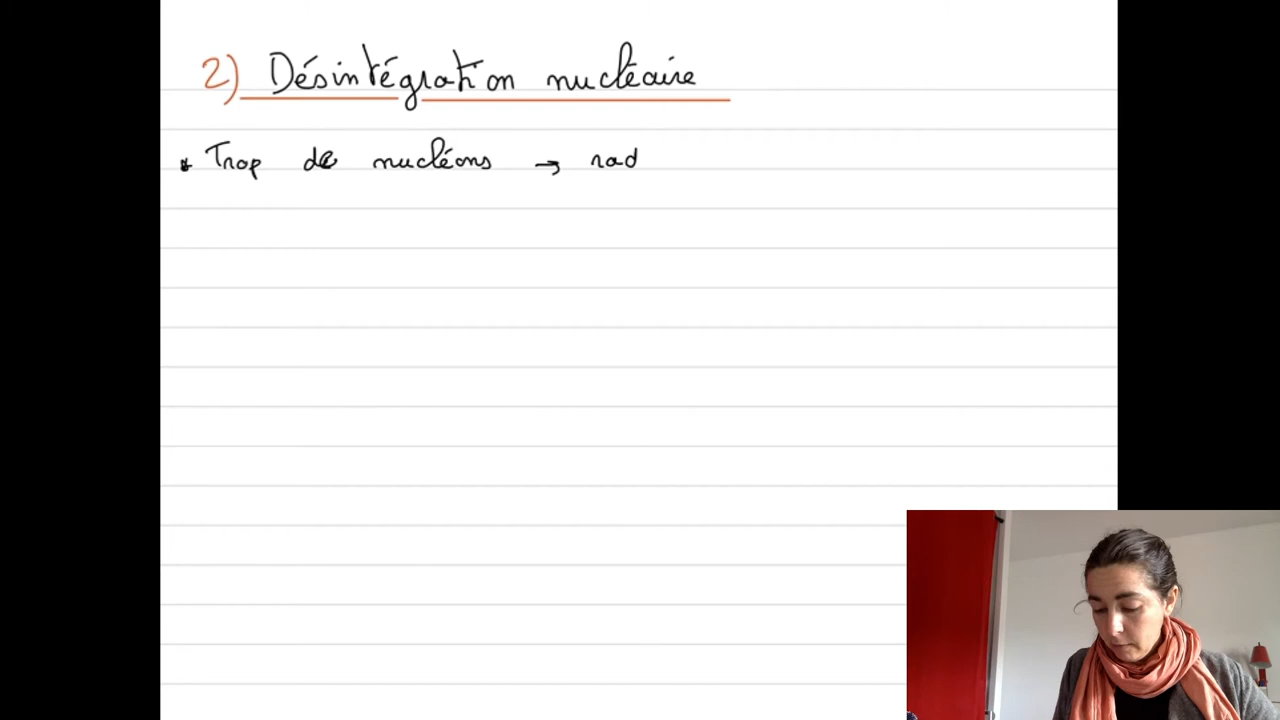 2) Désintégration nucléaire
* Trop de nucléons → rad